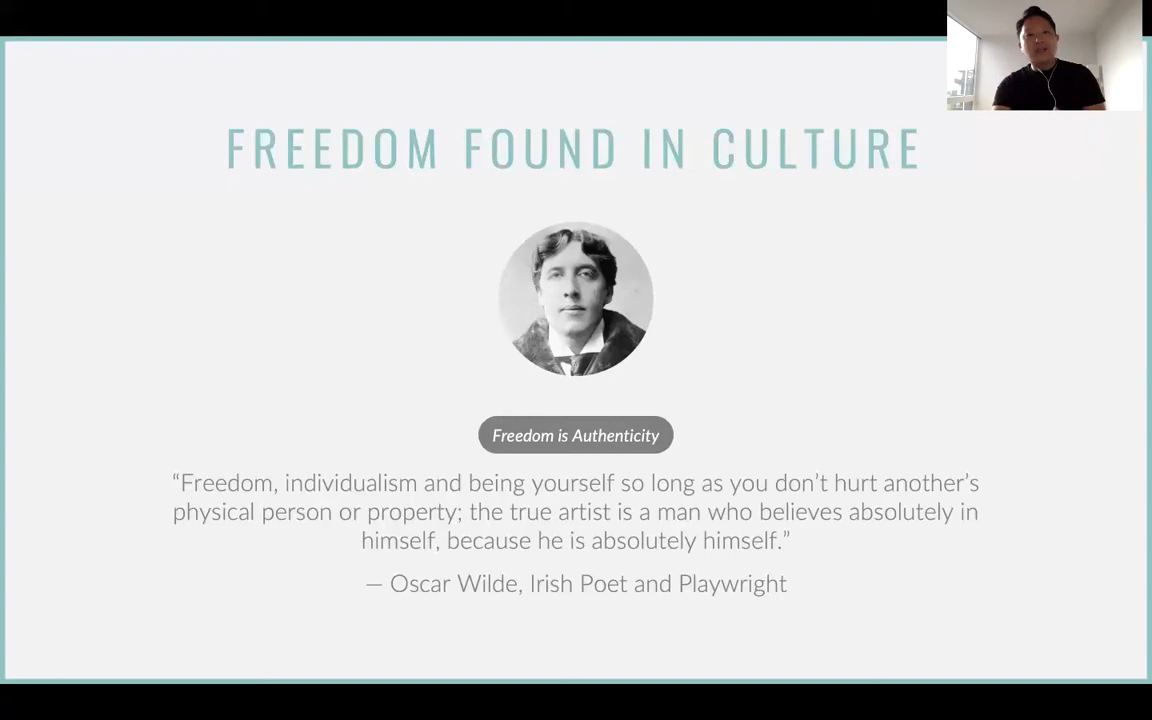 FREEDOM FOUND IN CULTURE
Freedom is Authenticity
“Freedom, individualism and being yourself so long as you don’t hurt another’s
physical person or property; the true artist is a man who believes absolutely in
himself, because he is absolutely himself.”
— Oscar Wilde, Irish Poet and Playwright